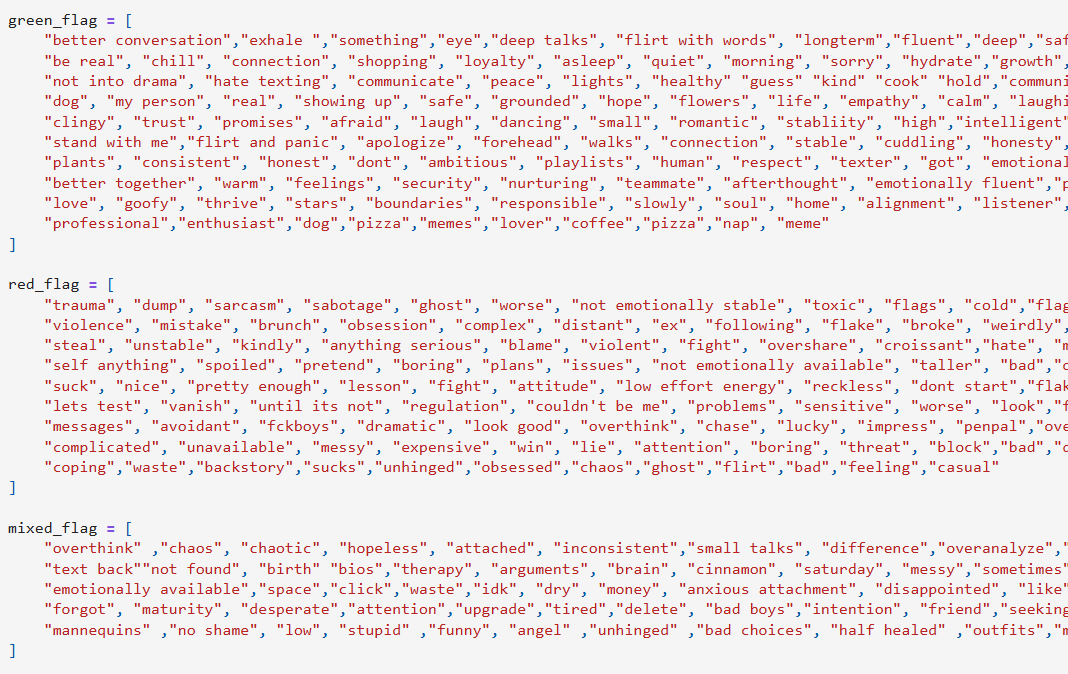 green_flag = [
"better conversation","exhale ","something","eye","deep talks", "flirt with words", "longterm","fluent","deep","saf
"be real", "chill", "connection", "shopping", "loyalty", "asleep", "quiet", "morning", "sorry", "hydrate","growth",
"not into drama", "hate texting", "communicate", "peace", "lights", "healthy" "guess" "kind" "cook" "hold","communi
"dog", "my person", "real", "showing up", "safe", "grounded", "hope", "flowers", "life", "empathy", "calm", "laughi
"clingy", "trust", "promises", "afraid", "laugh", "dancing", "small", "romantic", "stabliity", "high","intelligent"
"stand with me","flirt and panic", "apologize", "forehead", "walks", "connection", "stable", "cuddling", "honesty",
"plants", "consistent", "honest", "dont", "ambitious", "playlists", "human", "respect", "texter", "got", "emotional
"better together", "warm", "feelings", "security", "nurturing", "teammate", "afterthought", "emotionally fluent","p
"love", "goofy", "thrive", "stars", "boundaries", "responsible", "slowly", "soul", "home", "alignment", "listener",
"professional","enthusiast","dog","pizza","memes","lover","coffee","pizza","nap", "meme"
]
red_flag = [
"trauma", "dump", "sarcasm", "sabotage", "ghost", "worse", "not emotionally stable", "toxic", "flags", "cold","flag
"violence", "mistake", "brunch", "obsession", "complex", "distant", "ex", "following", "flake", "broke", "weirdly",
"steal", "unstable", "kindly", "anything serious", "blame", "violent", "fight", "overshare", "croissant","hate", "m
"self anything", "spoiled", "pretend", "boring", "plans", "issues", "not emotionally available", "taller", "bad","c
"suck", "nice", "pretty enough", "lesson", "fight", "attitude", "low effort energy", "reckless", "dont start","flak
"lets test", "vanish", "until its not", "regulation", "couldn't be me", "problems", "sensitive", "worse", "look","f
"messages", "avoidant", "fckboys", "dramatic", "look good", "overthink", "chase", "lucky", "impress", "penpal","ove
"complicated", "unavailable", "messy", "expensive", "win", "lie", "attention", "boring", "threat", "block","bad","c
"coping","waste","backstory","sucks","unhinged","obsessed","chaos","ghost","flirt","bad","feeling","casual"
]
mixed_flag = [
"overthink" ,"chaos", "chaotic", "hopeless", "attached", "inconsistent","small talks", "difference","overanalyze","
"text back""not found", "birth" "bios","therapy", "arguments", "brain", "cinnamon", "saturday", "messy","sometimes"
"emotionally available","space","click","waste","idk", "dry", "money", "anxious attachment", "disappointed", "like"
"forgot", "maturity", "desperate","attention","upgrade","tired","delete", "bad boys","intention", "friend","seeking
"mannequins" ,"no shame", "low", "stupid" ,"funny", "angel" ,"unhinged" ,"bad choices", "half healed" ,"outfits","m
]